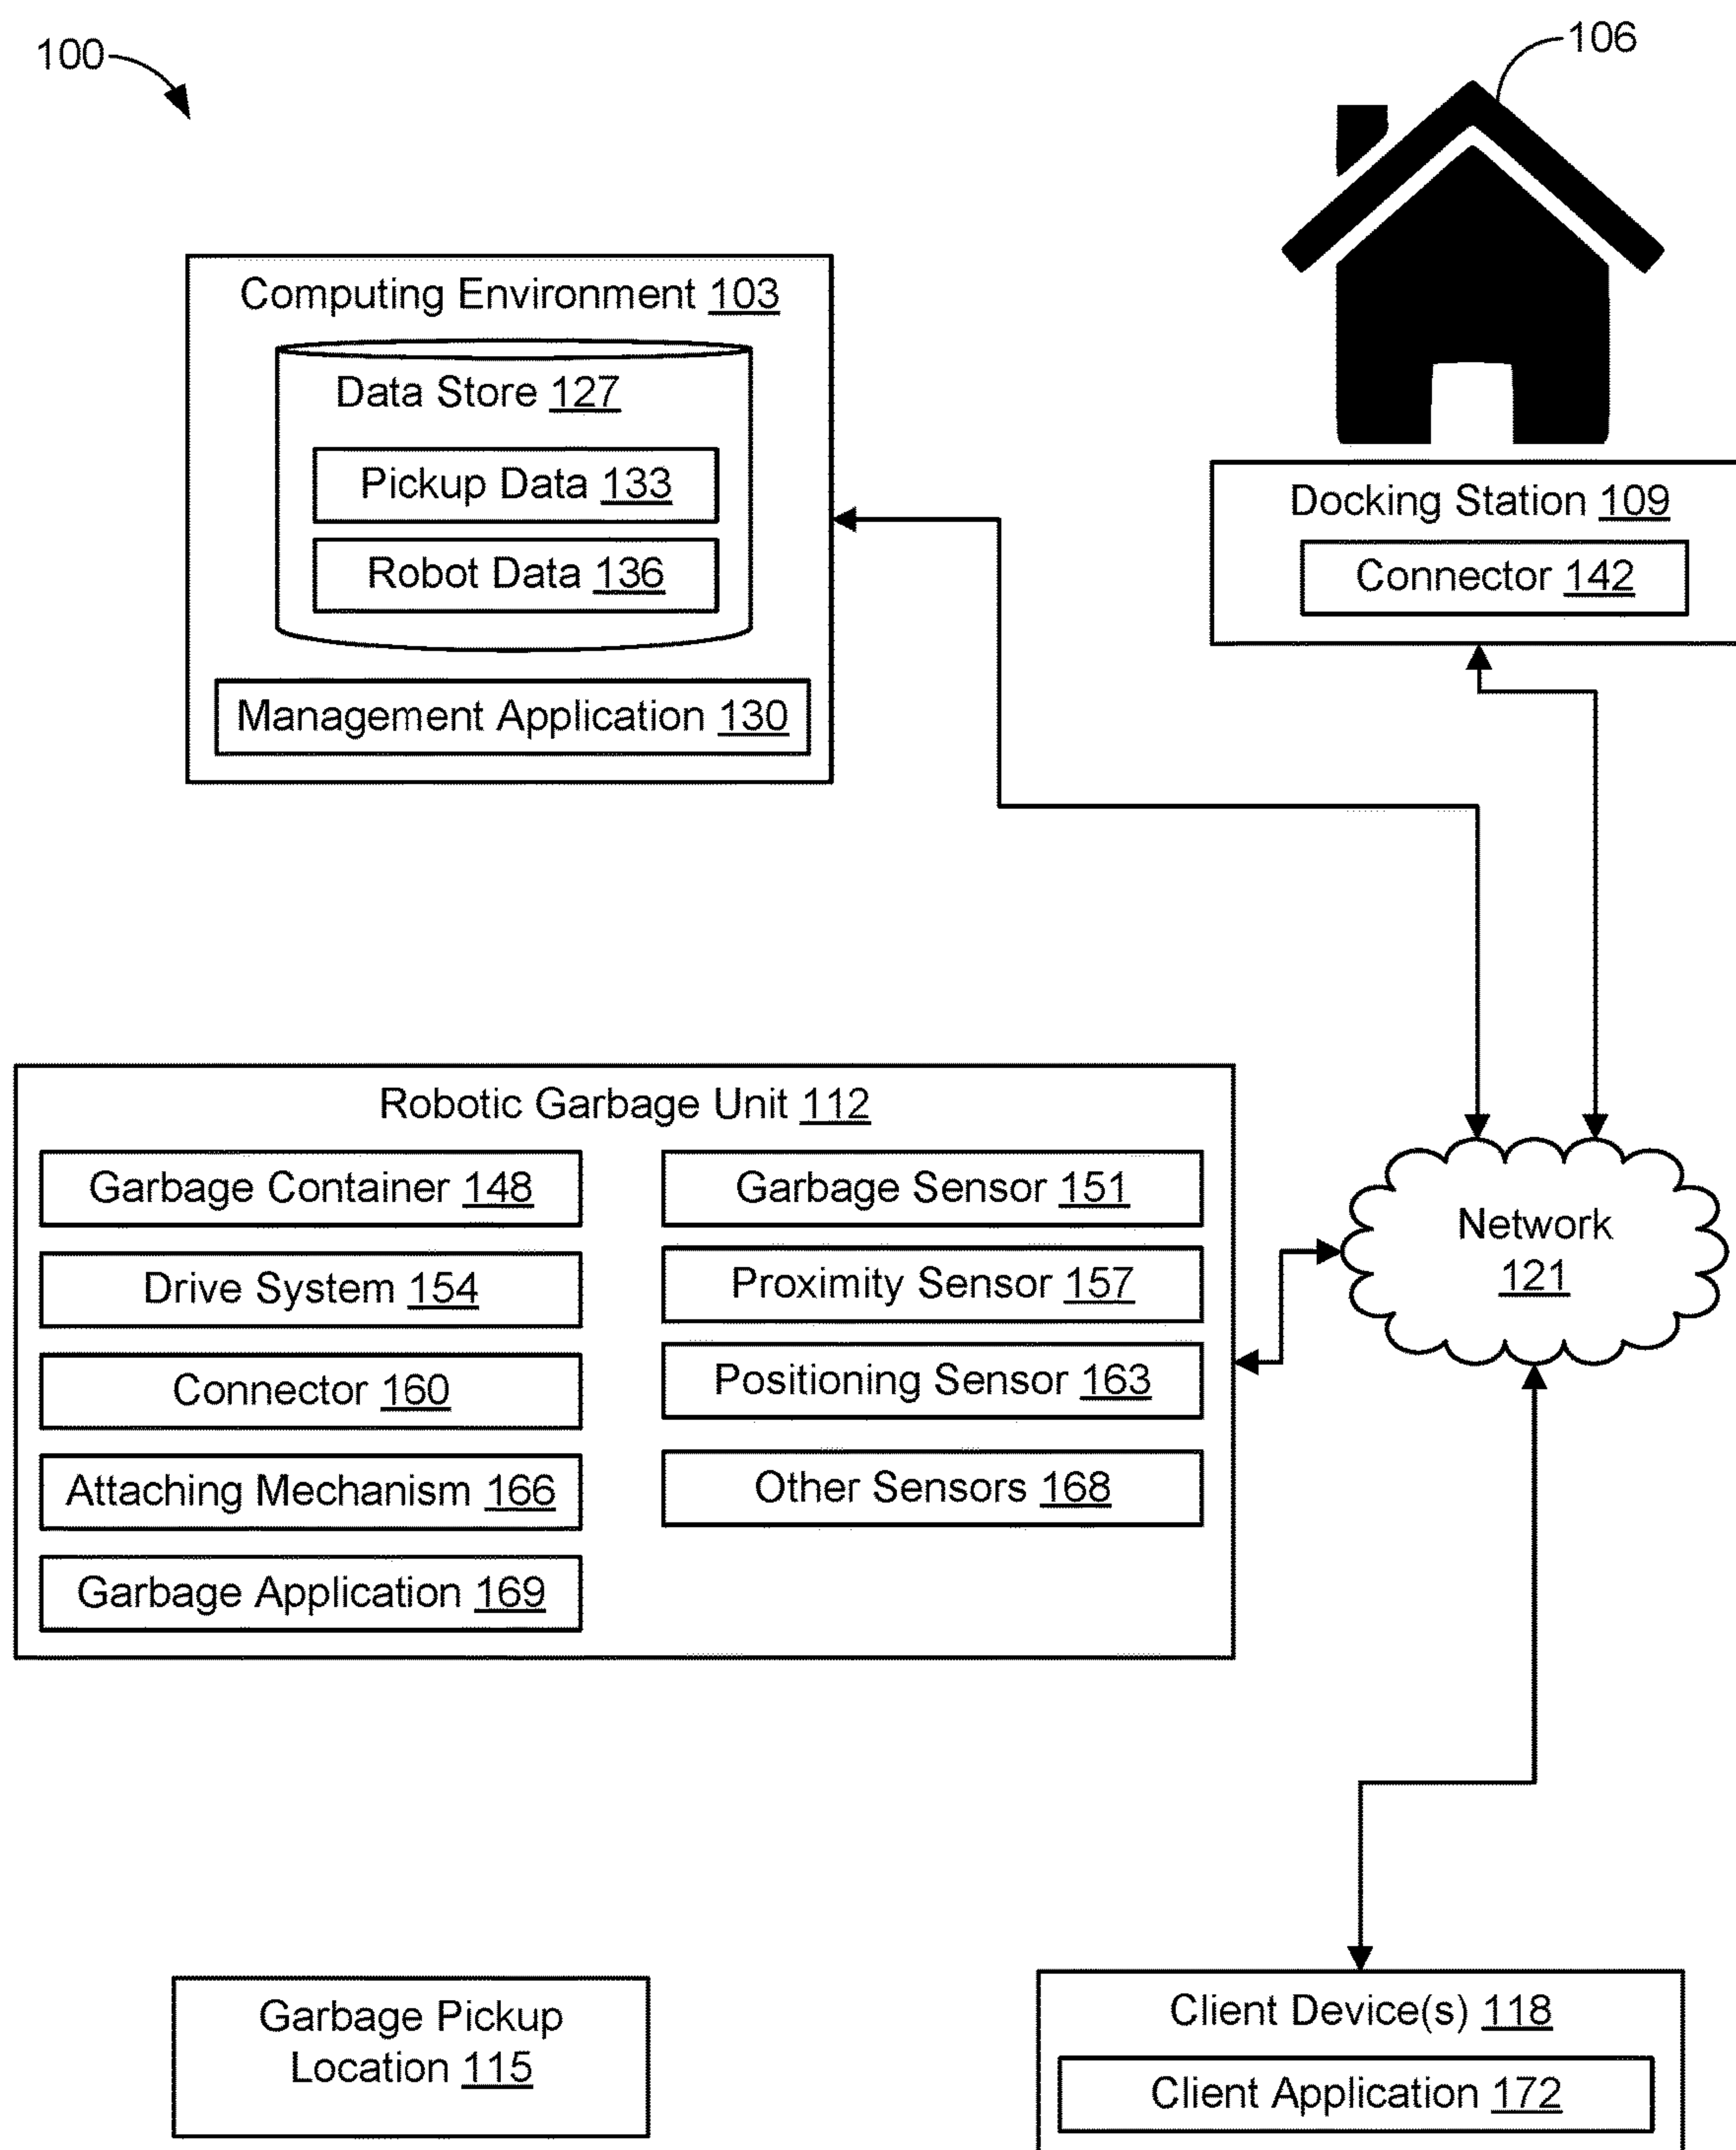 100
106
Computing Environment 103
Data Store 127
Pickup Data 133
Robot Data 136
Management Application 130
Docking Station 109
Connector 142
Robotic Garbage Unit 112
Garbage Container 148
Garbage Sensor 151
Drive System 154
Proximity Sensor 157
Connector 160
Positioning Sensor 163
Attaching Mechanism 166
Other Sensors 168
Garbage Application 169
Network
121
Garbage Pickup
Location 115
Client Device(s) 118
Client Application 172